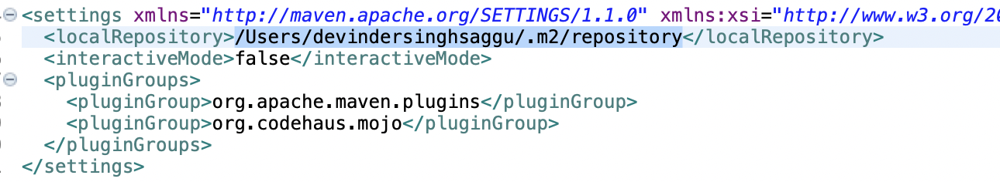 <settings xmlns="http://maven.apache.org/SETTINGS/1.1.0" xmlns:xsi="http://www.w3.org/20
<localRepository>/Users/devindersinghsaggu/.m2/repository</localRepository>
<interactiveMode>false</interactiveMode>
<pluginGroups>
<pluginGroup>org.apache.maven.plugins</pluginGroup>
<pluginGroup>org.codehaus.mojo</pluginGroup>
</pluginGroups>
</settings>